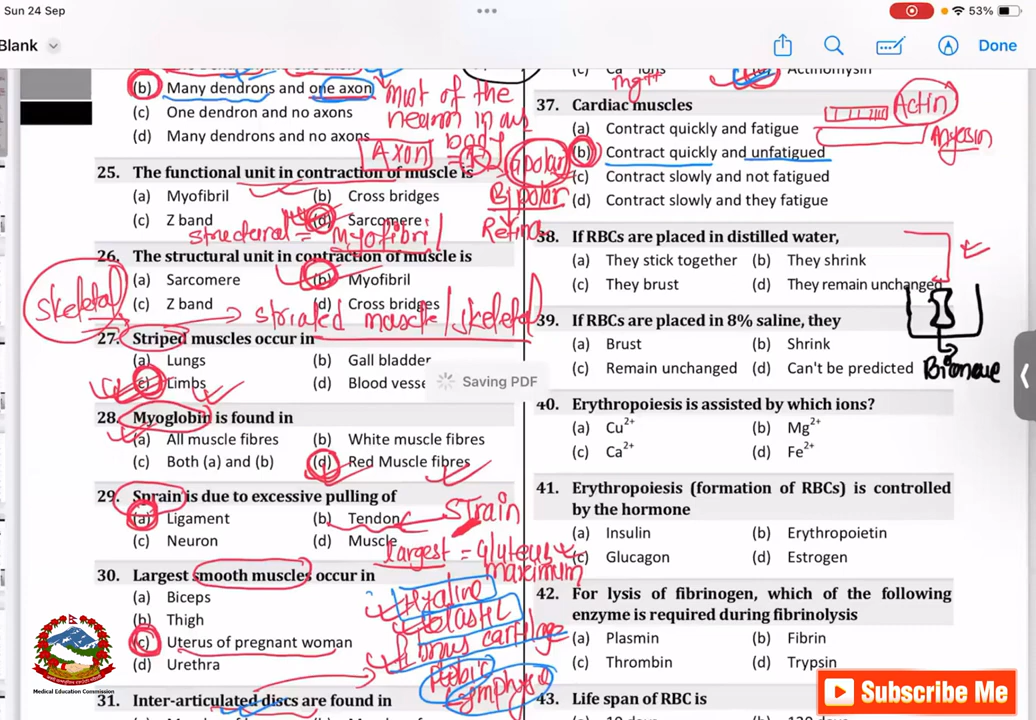 Sun 24 Sep
53%
Blank
Done
(b) Many dendrons and one axon
(c) One dendron and no axons
(d) Many dendrons and no axons
must of the
neuron in
body
Axon
Gpolar
Bipolar
Retina
25. The functional unit in contraction of muscle is
(a) Myofibril (b) Cross bridges
(c) Z band (d) Sarcomere
structural = Myofibril
26. The structural unit in contraction of muscle is
(a) Sarcomere (b) Myofibril
(c) Z band (d) Cross bridges
skeletal
striated muscle/skeletal
27. Striped muscles occur in
(a) Lungs (b) Gall bladder
(c) Limbs (d) Blood vesse
Saving PDF
28. Myoglobin is found in
(a) All muscle fibres (b) White muscle fibres
(c) Both (a) and (b) (d) Red Muscle fibres
29. Sprain is due to excessive pulling of
(a) Ligament (b) Tendon
STrain
(c) Neuron (d) Muscle
largest = Gluteus
maximum
30. Largest smooth muscles occur in
(a) Biceps
(b) Thigh
(c) Uterus of pregnant woman
(d) Urethra
Hyaline
elastic
cartilage
31. Inter-articulated discs are found in
Medical Education Commission
(c) Ca ions Actinomysin
mg++
37. Cardiac muscles
(a) Contract quickly and fatigue
(b) Contract quickly and unfatigued
(c) Contract slowly and not fatigued
(d) Contract slowly and they fatigue
Actin
Myosin
38. If RBCs are placed in distilled water,
(a) They stick together (b) They shrink
(c) They brust (d) They remain unchanged
39. If RBCs are placed in 8% saline, they
(a) Brust (b) Shrink
(c) Remain unchanged (d) Can't be predicted
40. Erythropoiesis is assisted by which ions?
(a) Cu2+ (b) Mg2+
(c) Ca2+ (d) Fe2+
41. Erythropoiesis (formation of RBCs) is controlled
by the hormone
(a) Insulin (b) Erythropoietin
(c) Glucagon (d) Estrogen
42. For lysis of fibrinogen, which of the following
enzyme is required during fibrinolysis
(a) Plasmin (b) Fibrin
(c) Thrombin (d) Trypsin
43. Life span of RBC is
Subscribe Me